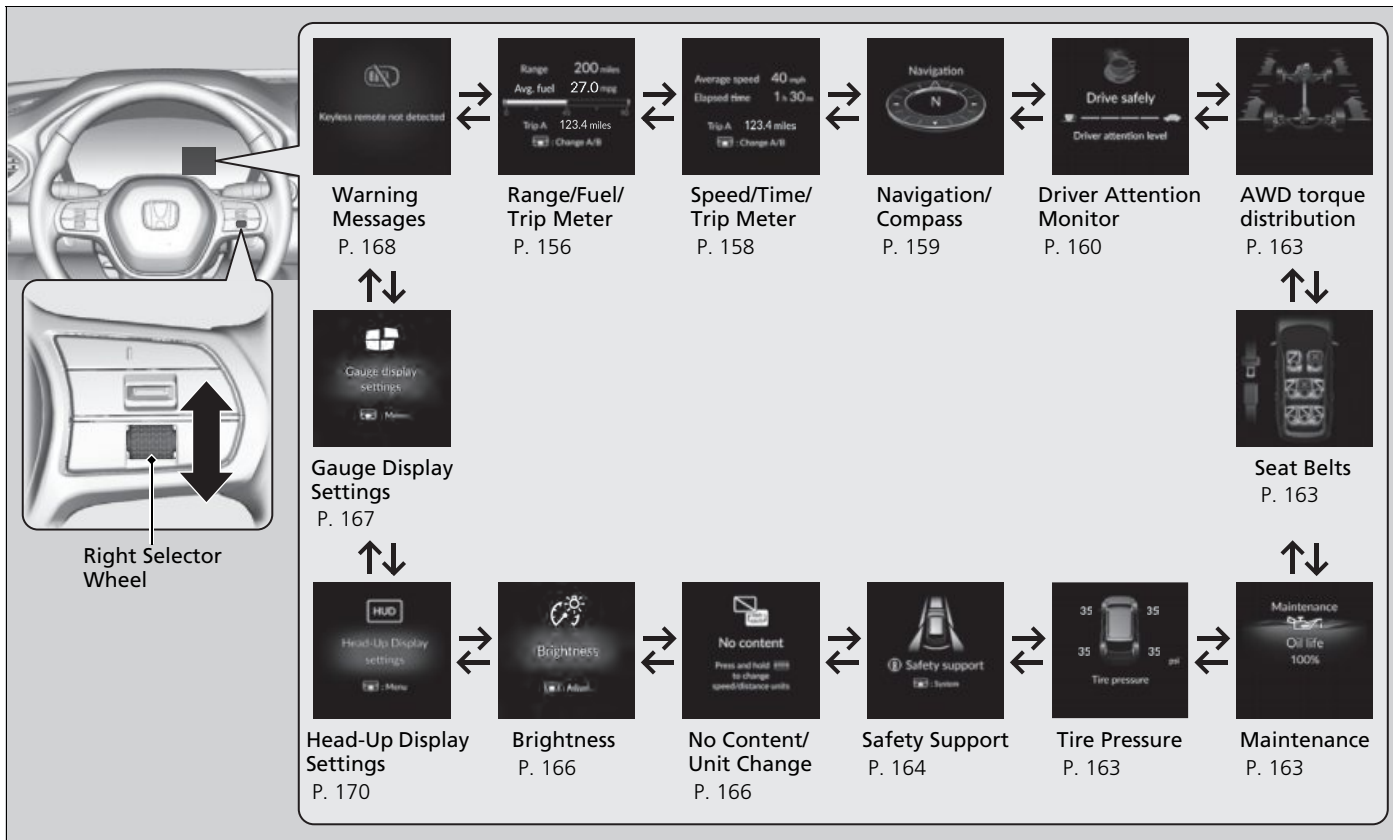 Keyless remote not detected
Warning
Messages
P. 168
Range 200 miles
Avg. fuel 27.0 mpg
Trip A 123.4 miles
: Change A/B
Range/Fuel/
Trip Meter
P. 156
Average speed 40 mph
Elapsed time 1 h 30 m
Trip A 123.4 miles
: Change A/B
Speed/Time/
Trip Meter
P. 158
Navigation
N
Navigation/
Compass
P. 159
Drive safely
Driver attention level
Driver Attention
Monitor
P. 160
AWD torque
distribution
P. 163
Gauge display
settings
Gauge Display
Settings
P. 167
Seat Belts
P. 163
Right Selector
Wheel
HUD
Head-Up Display
settings
: Menu
Head-Up Display
Settings
P. 170
Brightness
Brightness
P. 166
No content
Press and hold
to change
speed/distance units
No Content/
Unit Change
P. 166
Safety support
: System
Safety Support
P. 164
35 35
35 35
psi
Tire pressure
Tire Pressure
P. 163
Maintenance
Oil life
100%
Maintenance
P. 163